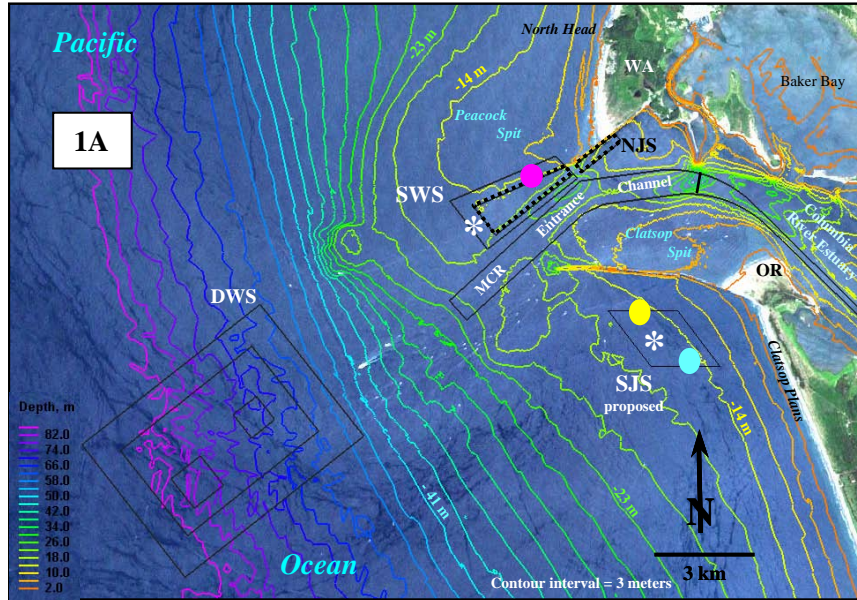 Pacific
1A
North Head
-23 m
-14 m
WA
Baker Bay
Peacock
Spit
NJS
SWS
*
Entrance
Channel
MCR
Clatsop
Spit
Columbia
River Estuary
OR
DWS
*
SJS
proposed
Clatsop Plans
-14 m
Depth, m
82.0
74.0
66.0
58.0
50.0
42.0
34.0
26.0
18.0
10.0
2.0
- 41 m
-23 m
N
Ocean
Contour interval = 3 meters
3 km